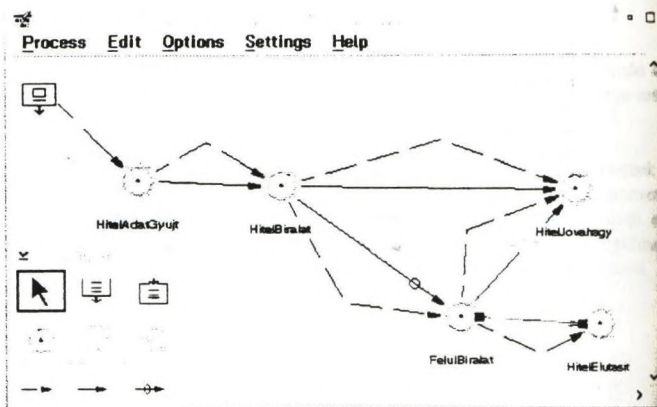 Process Edit Options Settings Help
HitelAdatGyujt
HitelBiralat
HitelJovahagy
FelulBiralat
HitelElutasit